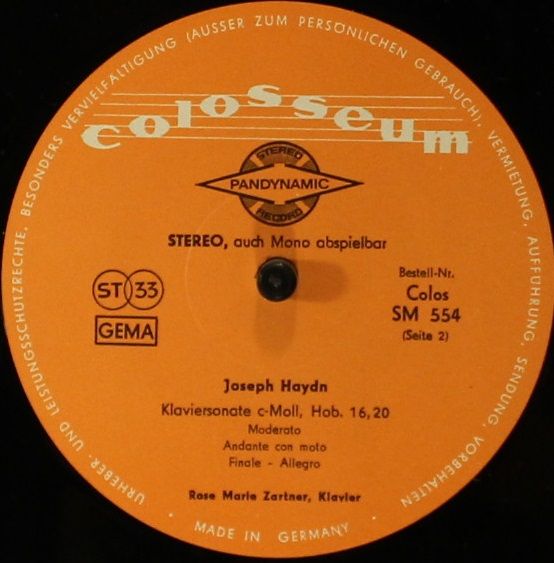 URHEBER- UND LEISTUNGSSCHUTZRECHTE, BESONDERS VERVIELFÄLTIGUNG (AUSSER ZUM PERSÖNLICHEN GEBRAUCH), VERMIETUNG, AUFFÜHRUNG, SENDUNG, VORBEHALTEN
colosseum
STEREO
PANDYNAMIC
RECORD
STEREO, auch Mono abspielbar
ST 33
GEMA
Bestell-Nr.
Colos
SM 554
(Seite 2)
Joseph Haydn
Klaviersonate c-Moll, Hob. 16,20
Moderato
Andante con moto
Finale - Allegro
Rose Marie Zartner, Klavier
• MADE IN GERMANY •